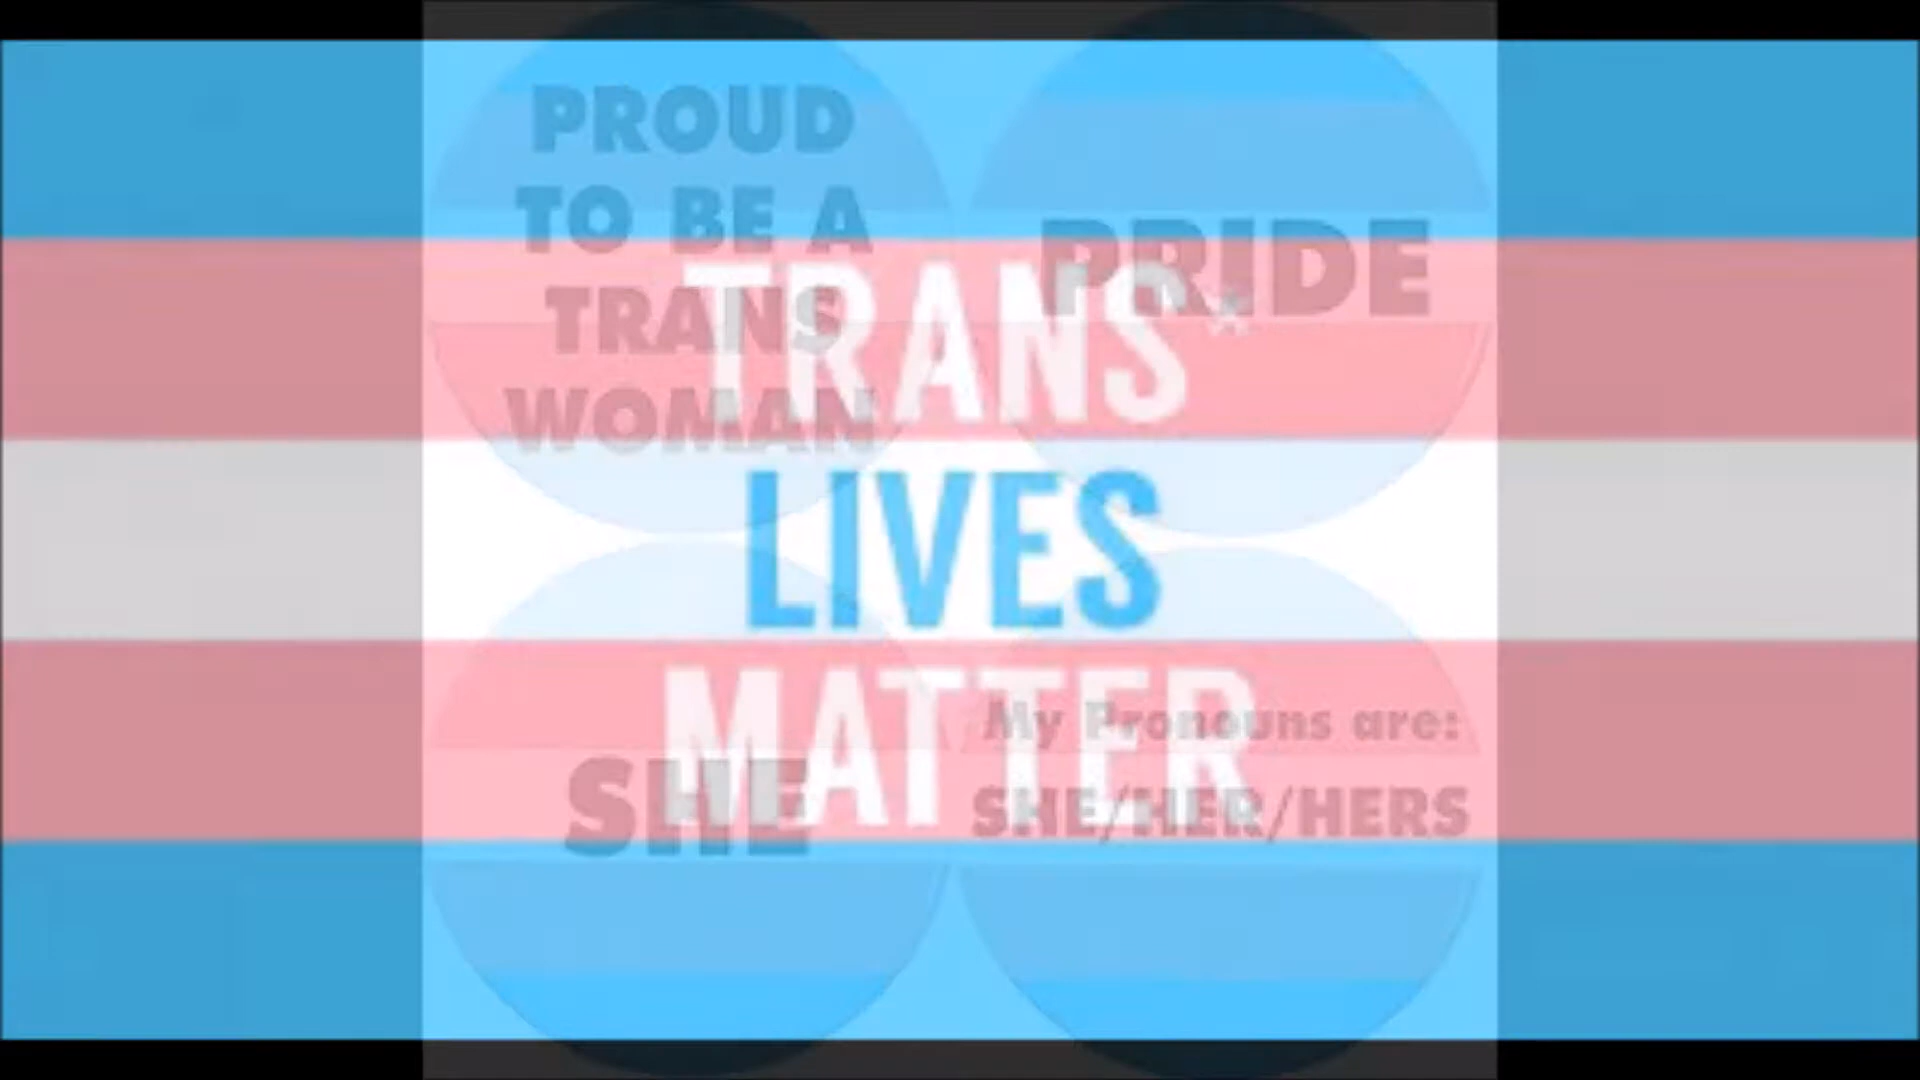 PROUD
TO BE A
TRANS
WOMAN
PRIDE
TRANS*
LIVES
MATTER
SHE
My Pronouns are:
SHE/HER/HERS